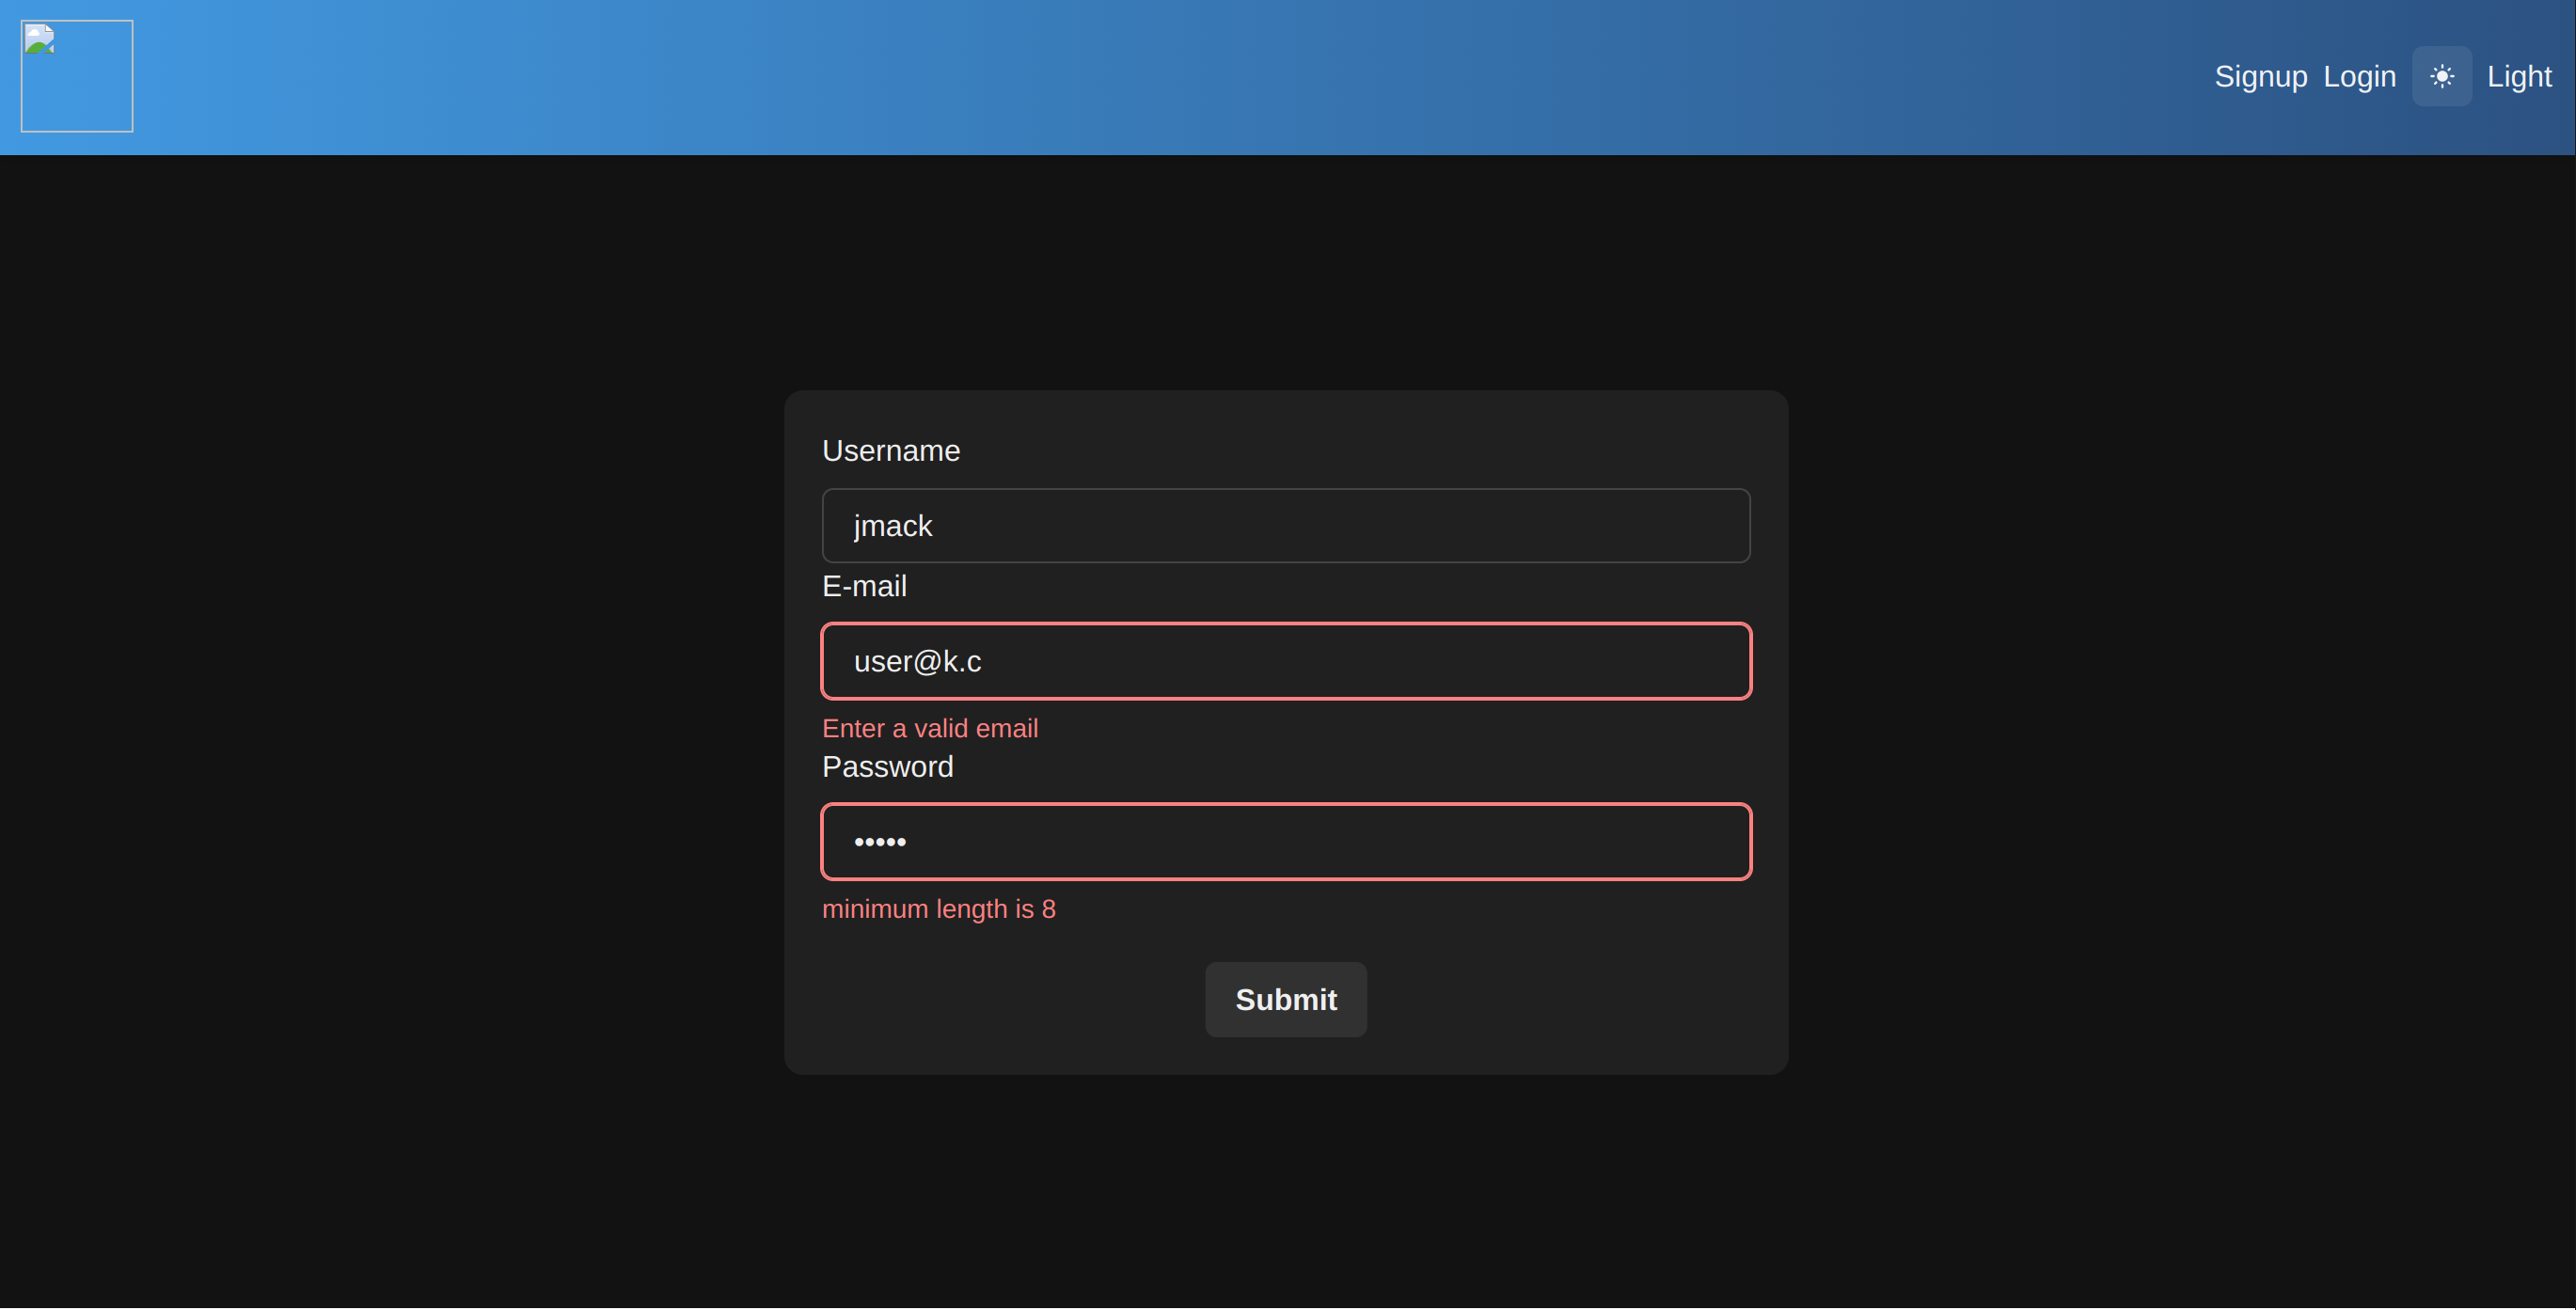 Signup Login Light
Username
jmack
E-mail
user@k.c
Enter a valid email
Password
•••••
minimum length is 8
Submit